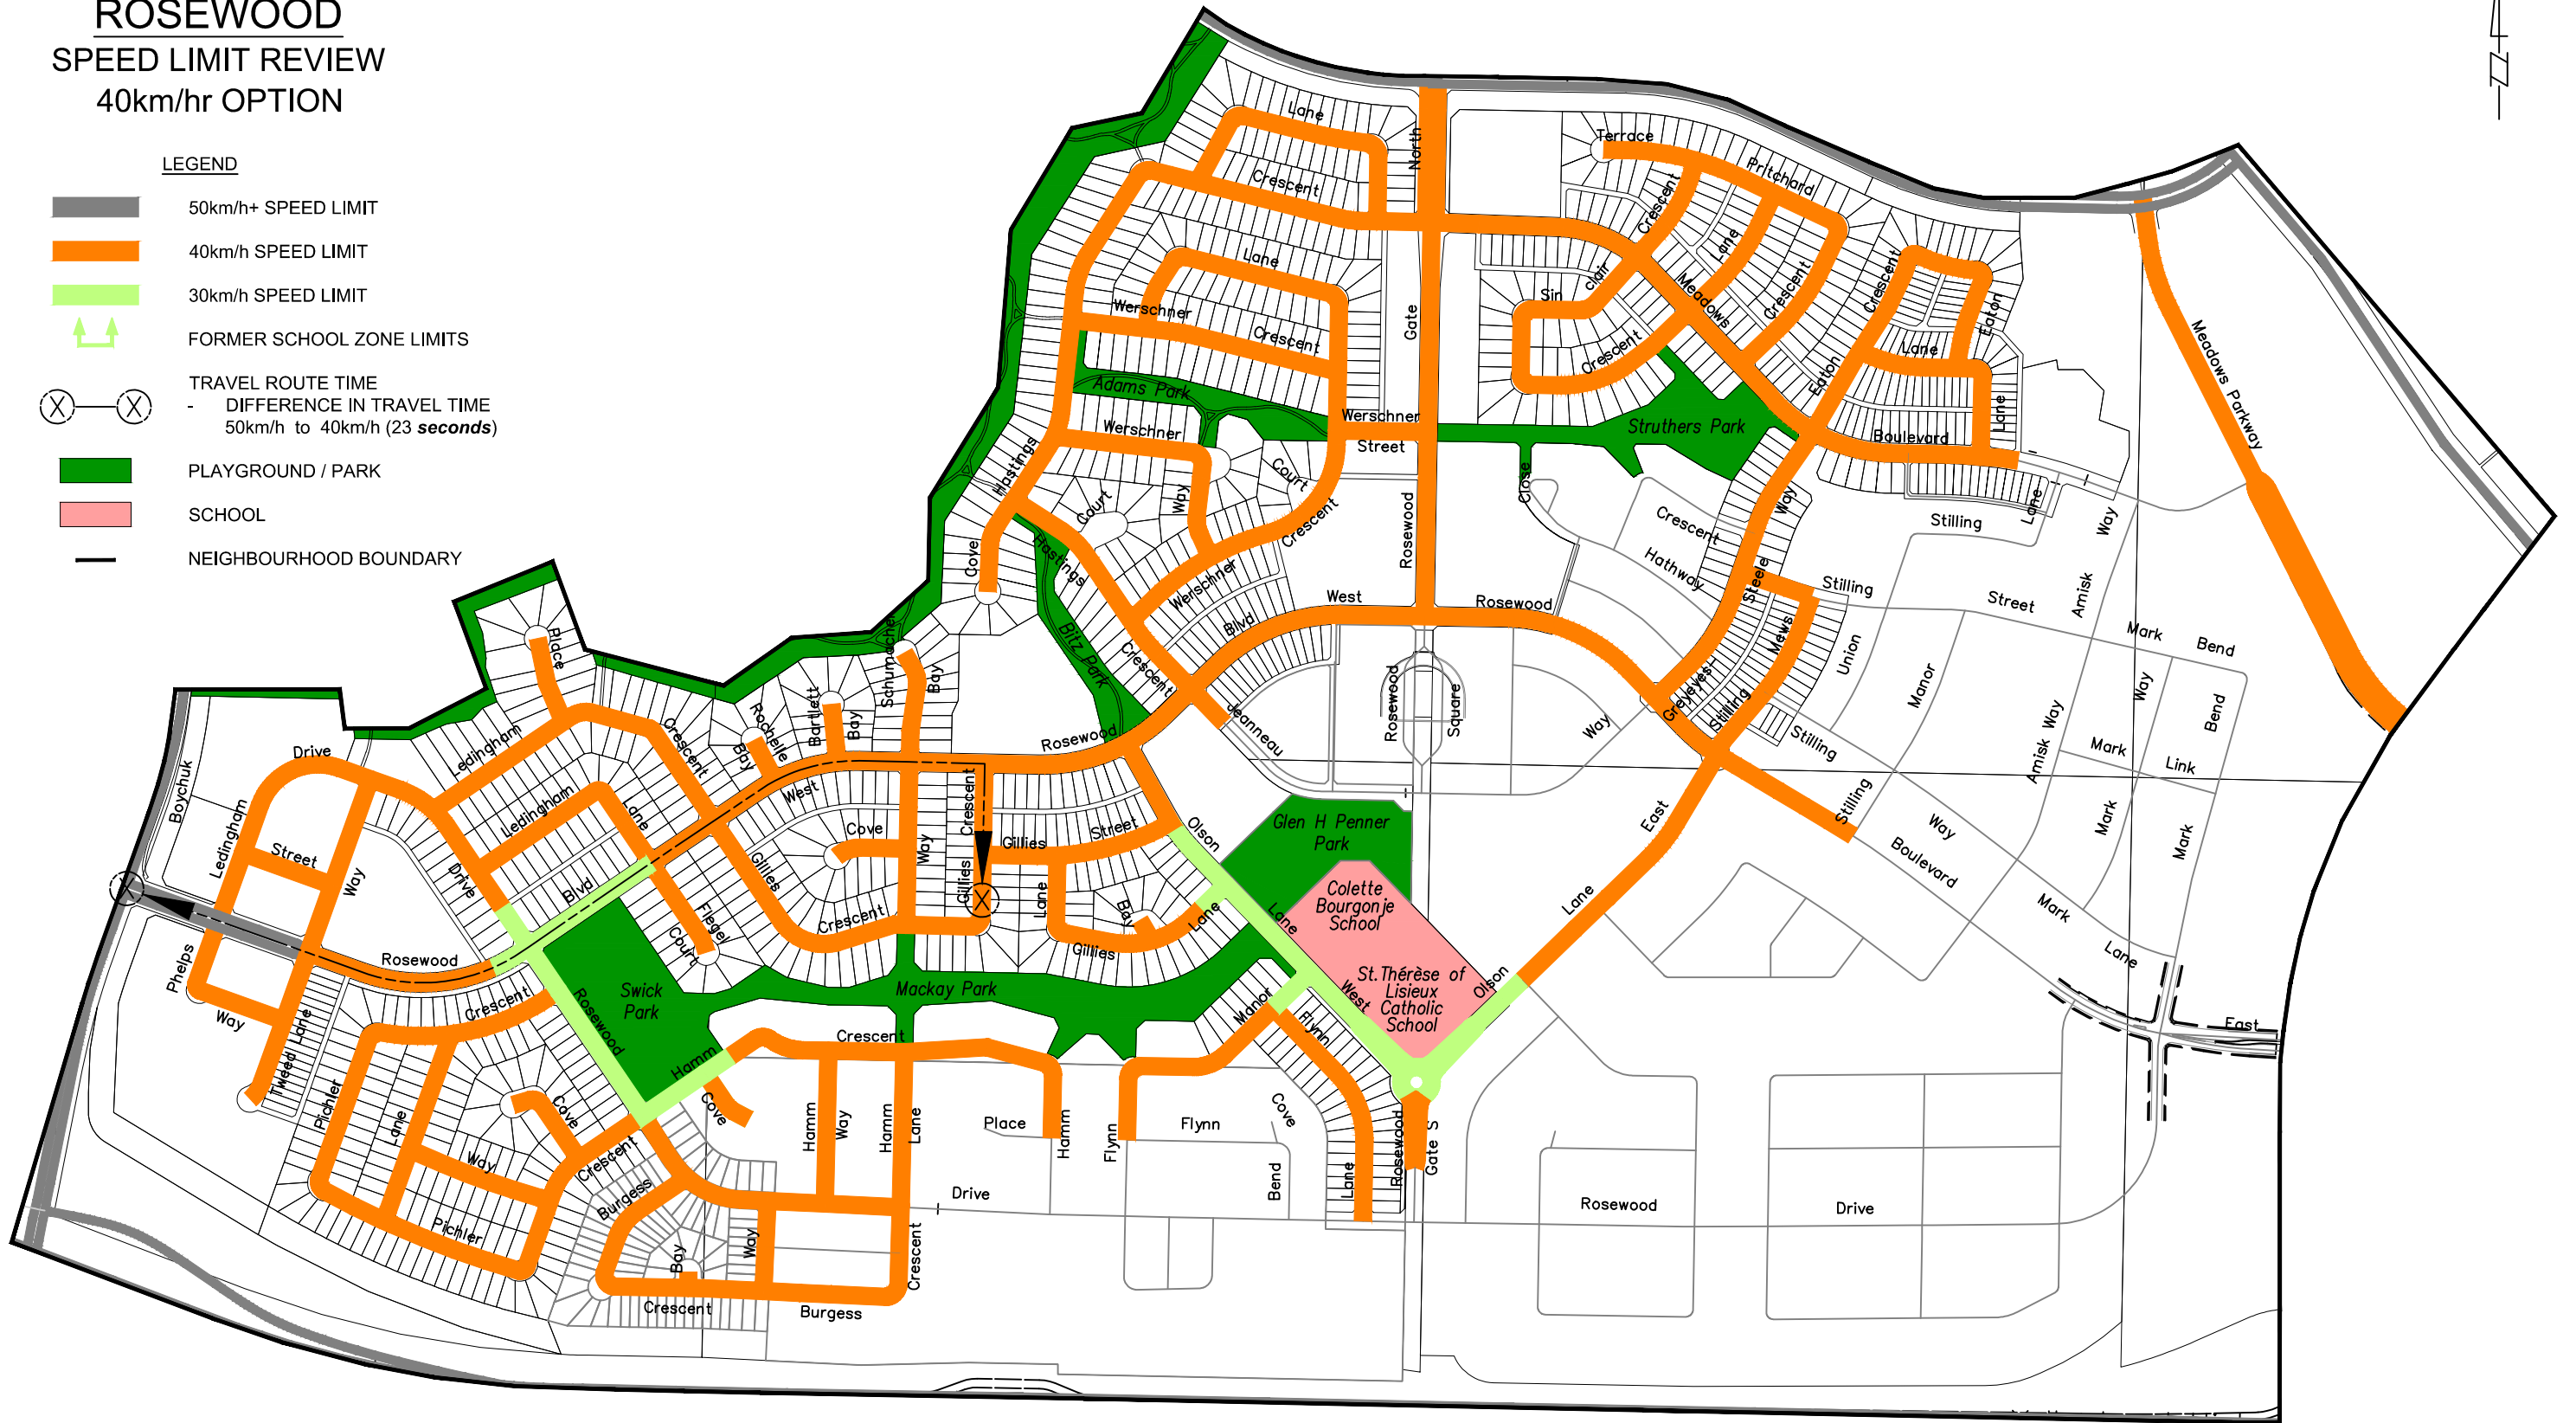 ROSEWOOD
SPEED LIMIT REVIEW
40km/hr OPTION
LEGEND
50km/h+ SPEED LIMIT
40km/h SPEED LIMIT
30km/h SPEED LIMIT
FORMER SCHOOL ZONE LIMITS
TRAVEL ROUTE TIME
- DIFFERENCE IN TRAVEL TIME
50km/h to 40km/h (23 seconds)
X X
PLAYGROUND / PARK
SCHOOL
NEIGHBOURHOOD BOUNDARY
N
Lane
North
Crescent
Terrace
Pritchard
Crescent
Lane
Crescent
Lane
Werschner
Crescent
Gate
Sin
clair
Meadows
Crescent
Crescent
Eaton
Lane
Eaton
Lane
Boulevard
Meadows Parkway
Adams Park
Werschner
Street
Werschner
Struthers Park
Hastings
Court
Way
Court
Crescent
Rosewood
Close
Crescent
Hathway
Way
Stilling
Lane
Way
Cove
Hastings
Werschner
Blvd
West
Rosewood
Steele
Stilling
Street
Amisk
Mark
Bend
Bitz Park
Crescent
Mews
Union
Manor
Way
Bend
Place
Schumacher
Bay
Greyeyes-
Stilling
Stilling
Amisk Way
Mark
Link
Drive
Ledingham
Crescent
Rochelle
Bay
Bartlett
Bay
Rosewood
Jeanneau
Rosewood
Square
Way
Boychuk
Ledingham
Street
Way
Ledingham
Lane
West
Cove
Way
Crescent
Gillies
Gillies
Street
Olson
Glen H Penner
Park
East
Stilling
Way
Boulevard
Mark
Mark
X
Drive
Blvd
Gillies
Flegel
Court
Crescent
X
Lane
Bay
Lane
Gillies
Lane
Colette
Bourgonje
School
Lane
Mark
Lane
Phelps
Way
Rosewood
Crescent
Rosewood
Swick
Park
Mackay Park
Manor
Flynn
West
St.Thérèse of
Lisieux
Catholic
School
Olson
East
Tweed Lane
Pichler
Lane
Cove
Way
Crescent
Hamm
Cove
Crescent
Hamm
Way
Hamm
Lane
Place
Hamm
Flynn
Flynn
Cove
Bend
Lane
Rosewood
Gate S
Pichler
Burgess
Bay
Way
Crescent
Crescent
Burgess
Drive
Rosewood
Drive